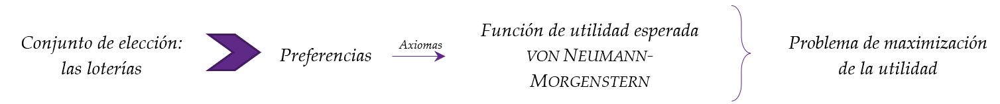 Conjunto de elección:
las loterías
Preferencias
Axiomas
Función de utilidad esperada
VON NEUMANN-
MORGENSTERN
Problema de maximización
de la utilidad